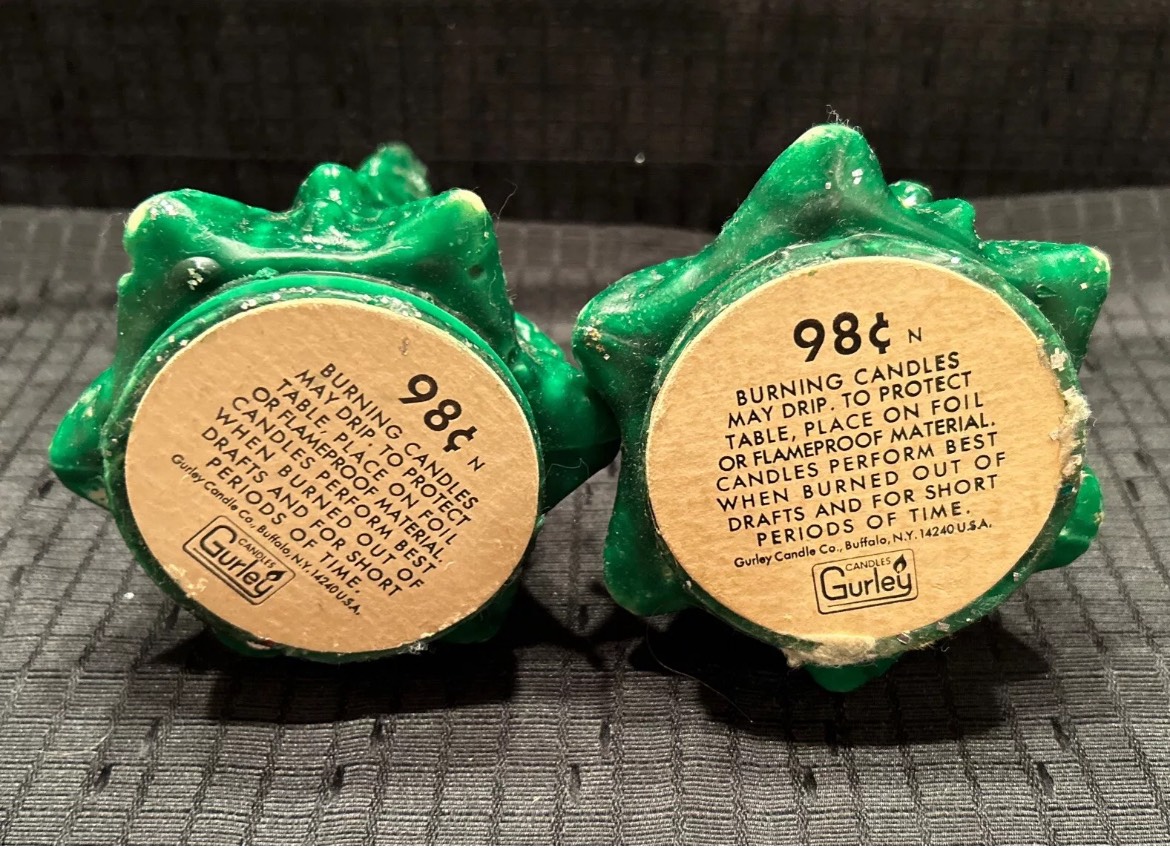 98¢ N
BURNING CANDLES
MAY DRIP. TO PROTECT
TABLE, PLACE ON FOIL
OR FLAMEPROOF MATERIAL.
CANDLES PERFORM BEST
WHEN BURNED OUT OF
DRAFTS AND FOR SHORT
PERIODS OF TIME.
Gurley Candle Co., Buffalo, N.Y. 14240 U.S.A.
CANDLES
Gurley
98¢ N
BURNING CANDLES
MAY DRIP. TO PROTECT
TABLE, PLACE ON FOIL
OR FLAMEPROOF MATERIAL.
CANDLES PERFORM BEST
WHEN BURNED OUT OF
DRAFTS AND FOR SHORT
PERIODS OF TIME.
Gurley Candle Co., Buffalo, N.Y. 14240 U.S.A.
CANDLES
Gurley